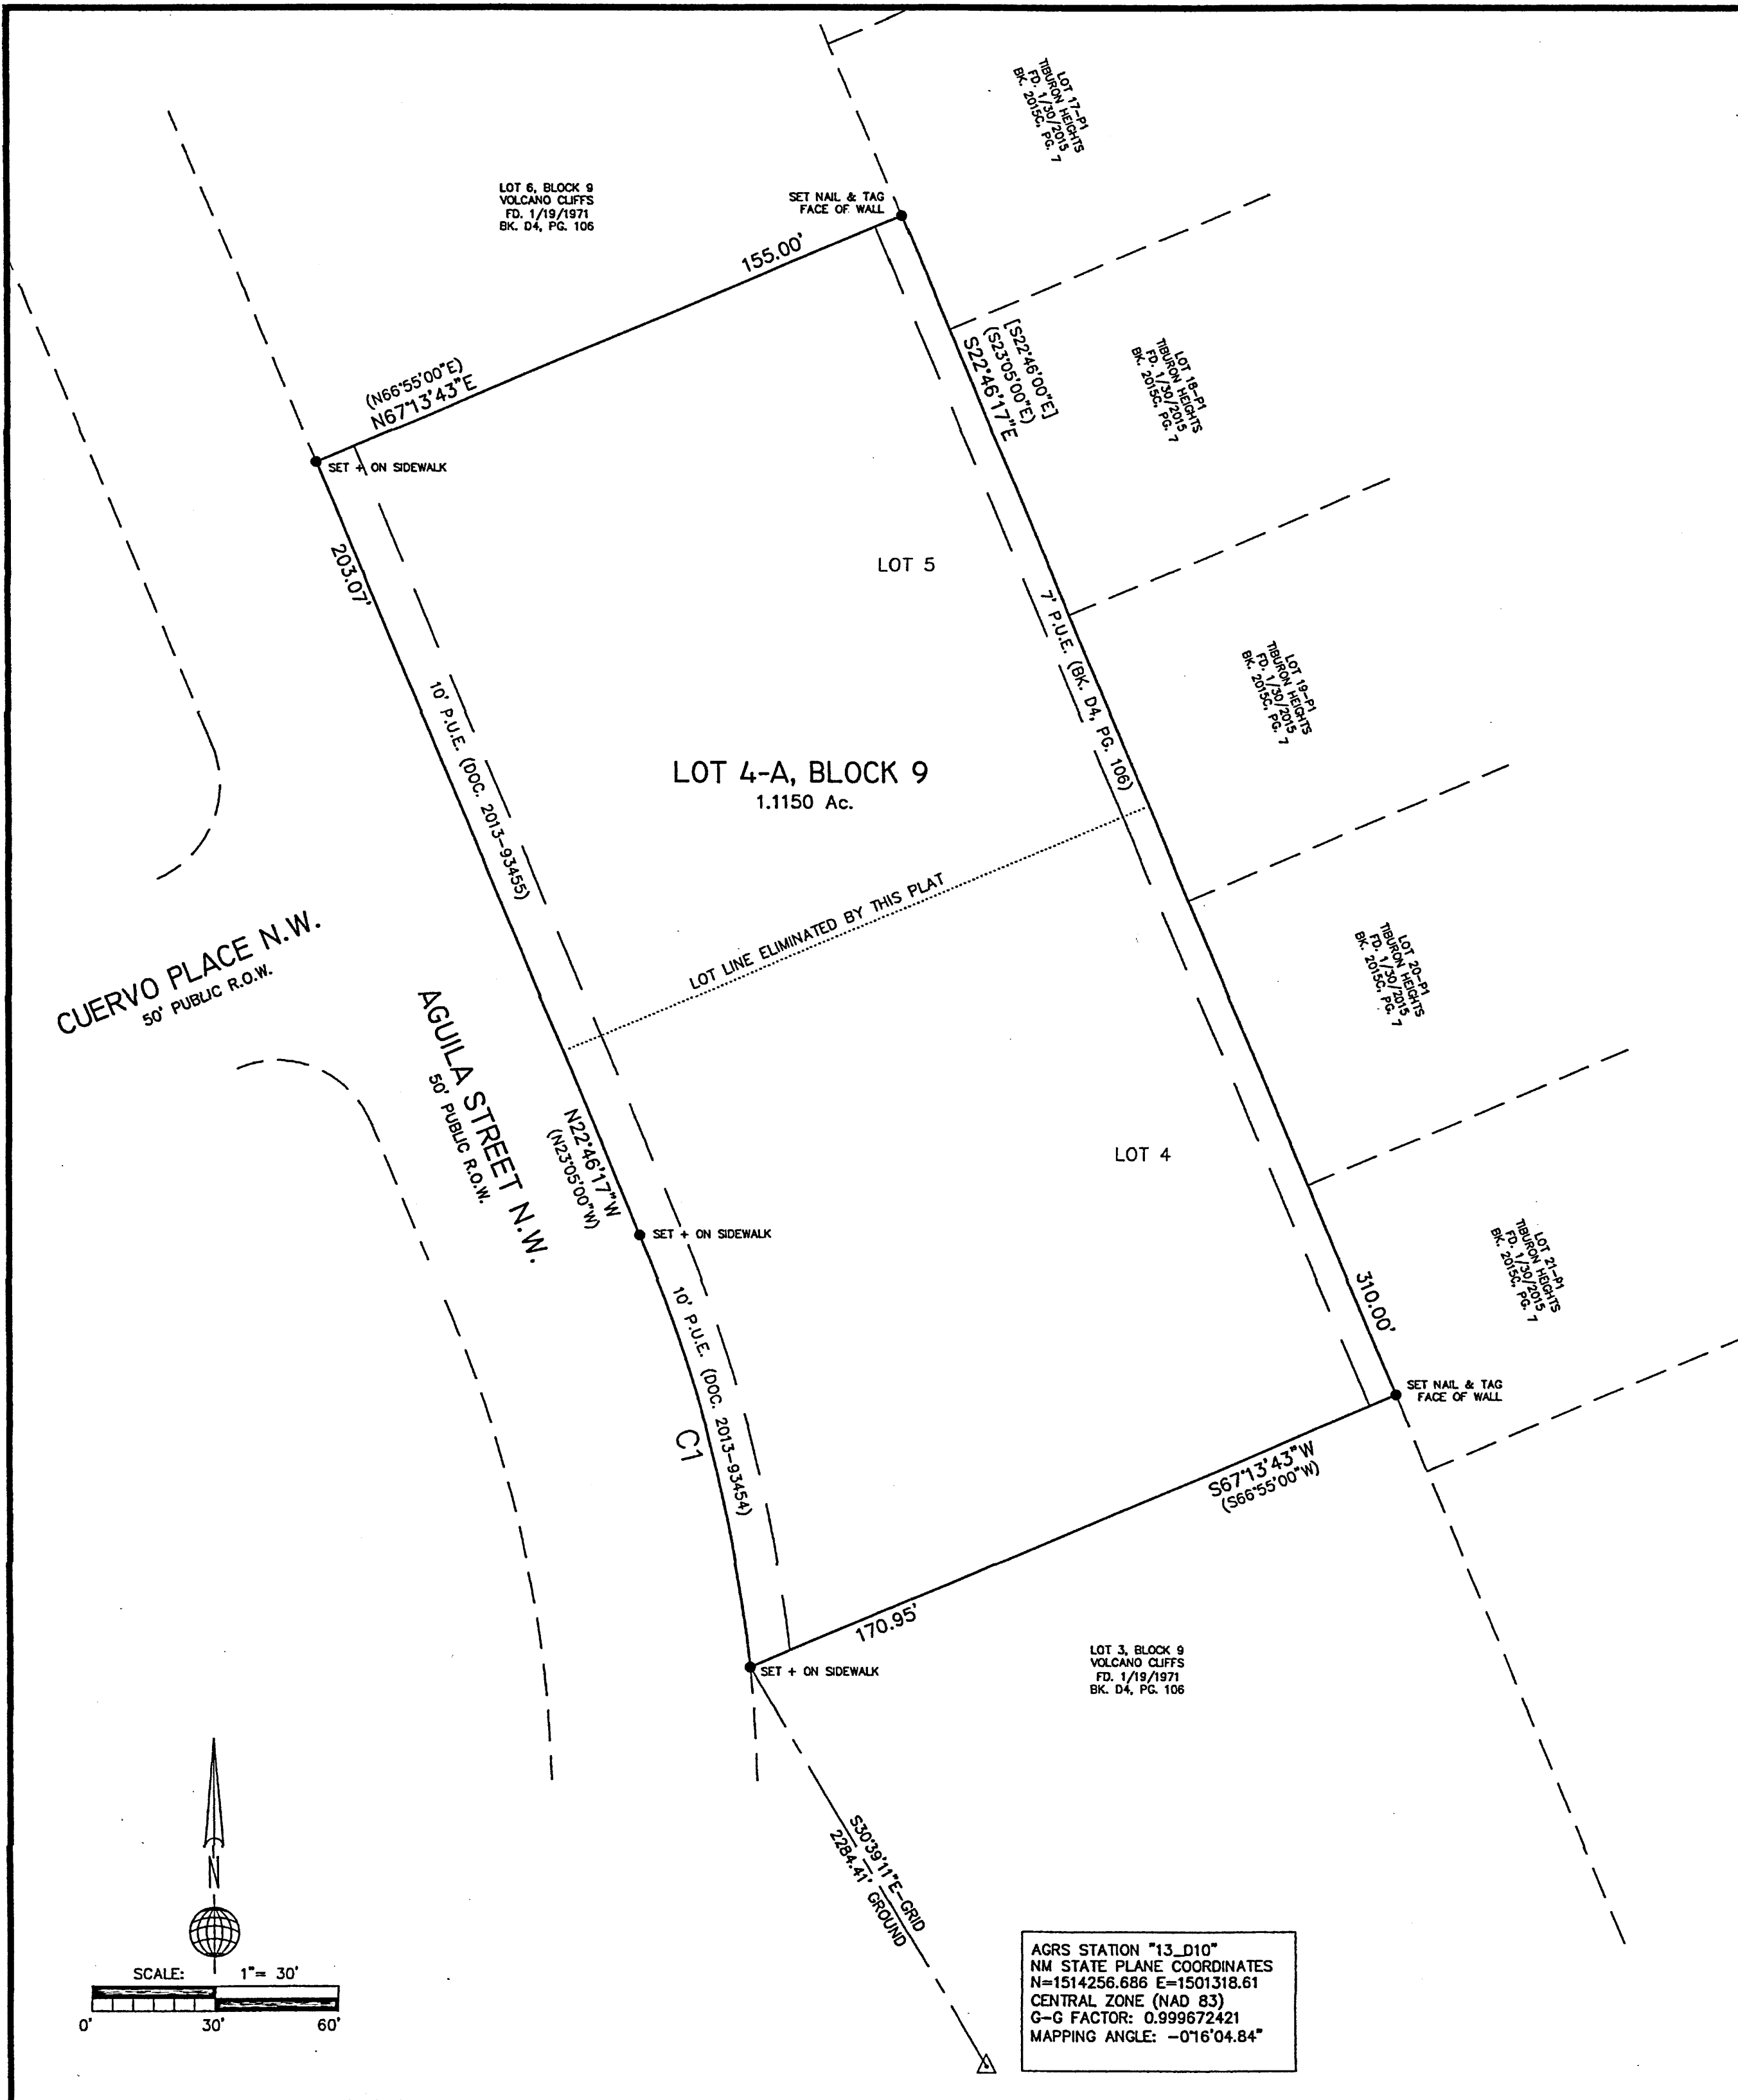 LOT 17-P1
TIBURON HEIGHTS
FD. 1/30/2015
BK. 2015C, PG. 7
LOT 6, BLOCK 9
VOLCANO CLIFFS
FD. 1/19/1971
BK. D4, PG. 106
SET NAIL & TAG
FACE OF WALL
155.00'
(N66°55'00"E)
N67°13'43"E
[S22°46'00"E]
(S23°05'00"E)
S22°46'17"E
LOT 18-P1
TIBURON HEIGHTS
FD. 1/30/2015
BK. 2015C, PG. 7
SET + ON SIDEWALK
203.07'
LOT 5
7' P.U.E. (BK. D4, PG. 106)
LOT 19-P1
TIBURON HEIGHTS
FD. 1/30/2015
BK. 2015C, PG. 7
10' P.U.E. (DOC. 2013-93455)
LOT 4-A, BLOCK 9
1.1150 Ac.
LOT LINE ELIMINATED BY THIS PLAT
CUERVO PLACE N.W.
50' PUBLIC R.O.W.
AGUILA STREET N.W.
50' PUBLIC R.O.W.
LOT 20-P1
TIBURON HEIGHTS
FD. 1/30/2015
BK. 2015C, PG. 7
N22°46'17"W
(N23°05'00"W)
LOT 4
SET + ON SIDEWALK
LOT 21-P1
TIBURON HEIGHTS
FD. 1/30/2015
BK. 2015C, PG. 7
310.00'
10' P.U.E. (DOC. 2013-93454)
C1
SET NAIL & TAG
FACE OF WALL
S67°13'43"W
(S66°55'00"W)
170.95'
SET + ON SIDEWALK
LOT 3, BLOCK 9
VOLCANO CLIFFS
FD. 1/19/1971
BK. D4, PG. 106
S30°39'11"E-GRID
2284.41' GROUND
N
SCALE: 1"= 30'
0' 30' 60'
AGRS STATION "13_D10"
NM STATE PLANE COORDINATES
N=1514256.686 E=1501318.61
CENTRAL ZONE (NAD 83)
G-G FACTOR: 0.999672421
MAPPING ANGLE: -0°16'04.84"